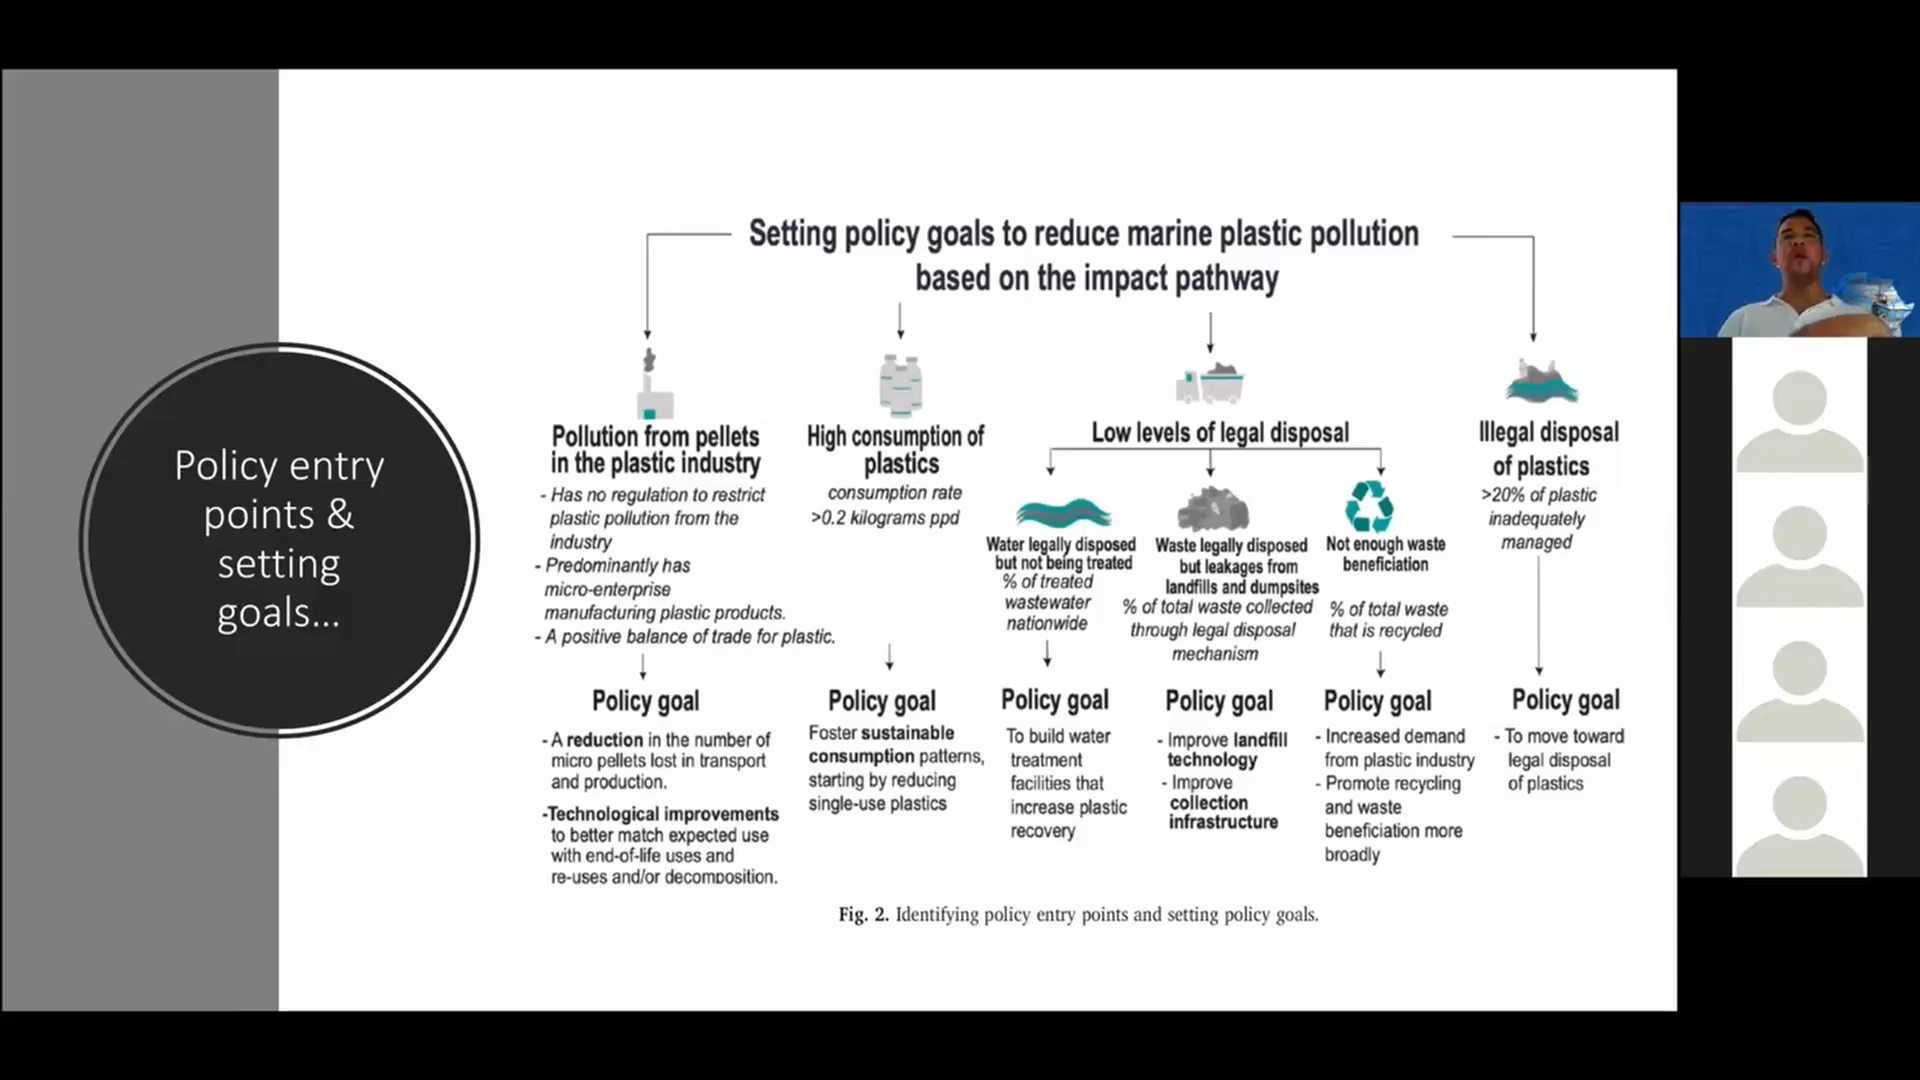 Policy entry
points &
setting
goals...
Setting policy goals to reduce marine plastic pollution
based on the impact pathway
Pollution from pellets
in the plastic industry
- Has no regulation to restrict
plastic pollution from the
industry
- Predominantly has
micro-enterprise
manufacturing plastic products.
- A positive balance of trade for plastic.
Policy goal
- A reduction in the number of
micro pellets lost in transport
and production.
-Technological improvements
to better match expected use
with end-of-life uses and
re-uses and/or decomposition.
High consumption of
plastics
consumption rate
>0.2 kilograms ppd
Policy goal
Foster sustainable
consumption patterns,
starting by reducing
single-use plastics
Low levels of legal disposal
Water legally disposed
but not being treated
% of treated
wastewater
nationwide
Policy goal
To build water
treatment
facilities that
increase plastic
recovery
Waste legally disposed
but leakages from
landfills and dumpsites
% of total waste collected
through legal disposal
mechanism
Policy goal
- Improve landfill
technology
- Improve
collection
infrastructure
Not enough waste
beneficiation
% of total waste
that is recycled
Policy goal
- Increased demand
from plastic industry
- Promote recycling
and waste
beneficiation more
broadly
Illegal disposal
of plastics
>20% of plastic
inadequately
managed
Policy goal
- To move toward
legal disposal
of plastics
Fig. 2. Identifying policy entry points and setting policy goals.